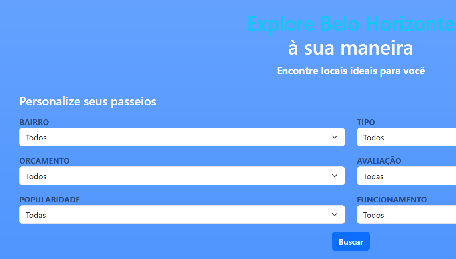 Explore Belo Horizonte
à sua maneira
Encontre locais ideais para você
Personalize seus passeios
BAIRRO
TIPO
Todos
Todos
ORÇAMENTO
AVALIAÇÃO
Todos
Todas
POPULARIDADE
FUNCIONAMENTO
Todas
Todos
Buscar